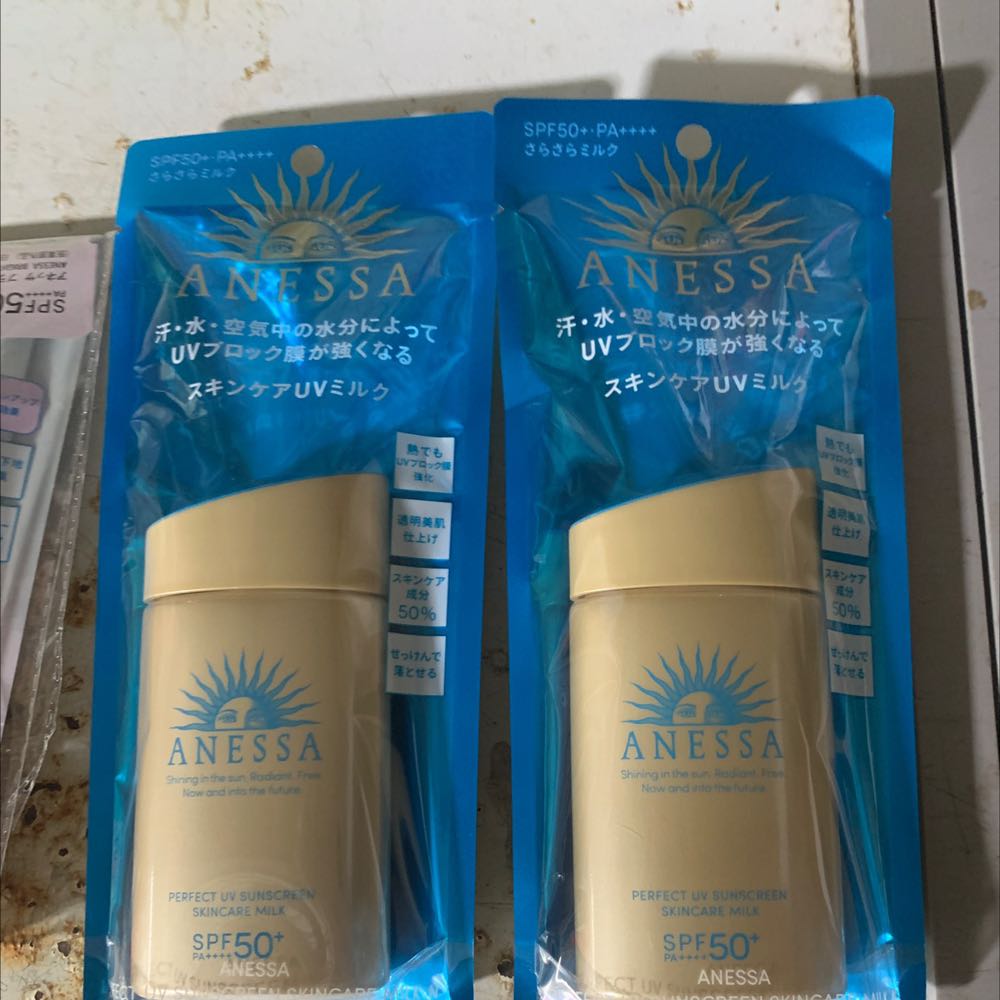 SPF50+・PA++++
さらさらミルク
ANESSA
汗・水・空気中の水分によって
UVブロック膜が強くなる
スキンケアUVミルク
熱でも
UVブロック膜
強化
透明美肌
仕上げ
スキンケア
成分
50%
せっけんで
落とせる
ANESSA
Shining in the sun. Radiant. Free.
Now and into the future.
PERFECT UV SUNSCREEN
SKINCARE MILK
SPF50+
PA++++
ANESSA
SPF50+・PA++++
さらさらミルク
ANESSA
汗・水・空気中の水分によって
UVブロック膜が強くなる
スキンケアUVミルク
熱でも
UVブロック膜
強化
透明美肌
仕上げ
スキンケア
成分
50%
せっけんで
落とせる
ANESSA
Shining in the sun. Radiant. Free.
Now and into the future.
PERFECT UV SUNSCREEN
SKINCARE MILK
SPF50+
PA++++
ANESSA
SPF50
PA++++
アネッサ